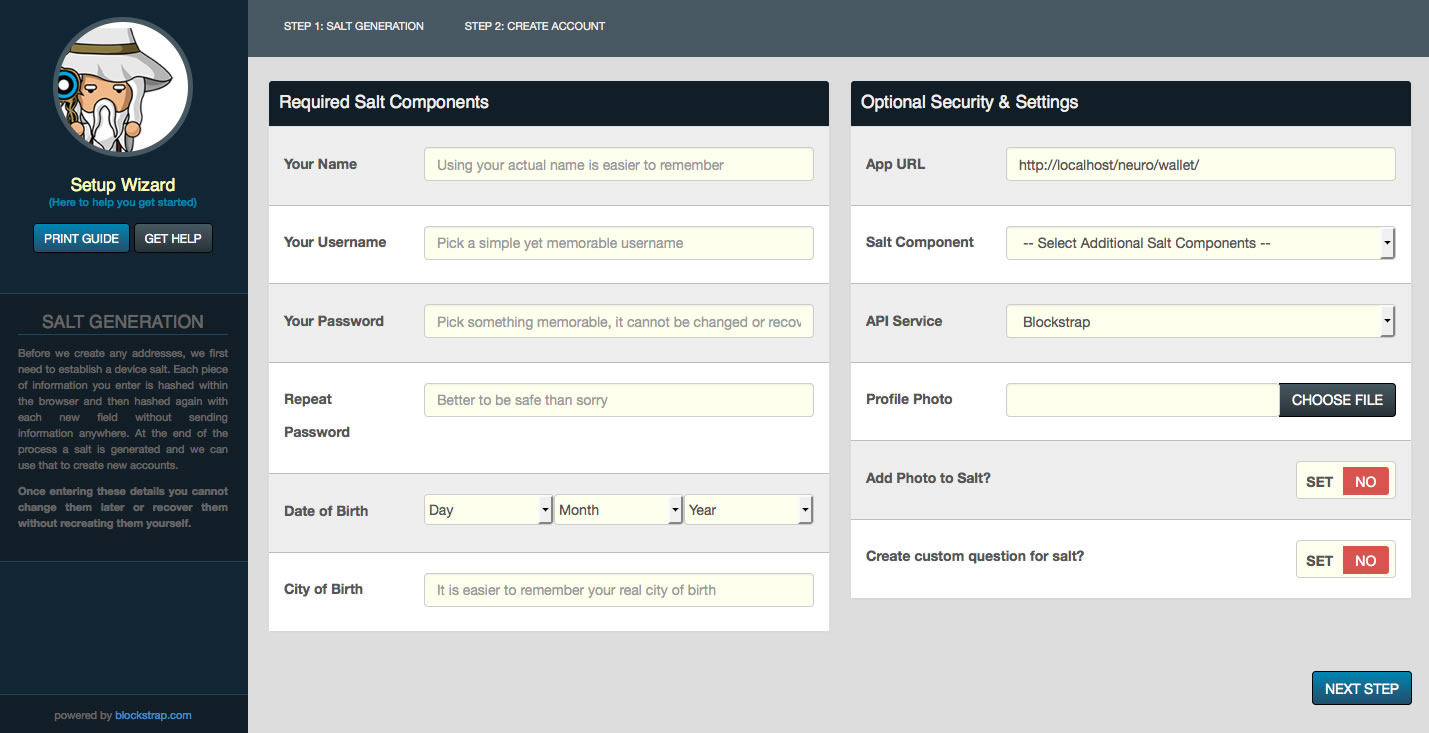 STEP 1: SALT GENERATION
STEP 2: CREATE ACCOUNT
Setup Wizard
(Here to help you get started)
PRINT GUIDE
GET HELP
SALT GENERATION
Before we create any addresses, we first
need to establish a device salt. Each piece
of information you enter is hashed within
the browser and then hashed again with
each new field without sending
information anywhere. At the end of the
process a salt is generated and we can
use that to create new accounts.
Once entering these details you cannot
change them later or recover them
without recreating them yourself.
powered by blockstrap.com
Required Salt Components
Your Name
Using your actual name is easier to remember
Your Username
Pick a simple yet memorable username
Your Password
Pick something memorable, it cannot be changed or recov
Repeat
Password
Better to be safe than sorry
Date of Birth
Day
Month
Year
City of Birth
It is easier to remember your real city of birth
Optional Security & Settings
App URL
http://localhost/neuro/wallet/
Salt Component
-- Select Additional Salt Components --
API Service
Blockstrap
Profile Photo
CHOOSE FILE
Add Photo to Salt?
SET NO
Create custom question for salt?
SET NO
NEXT STEP